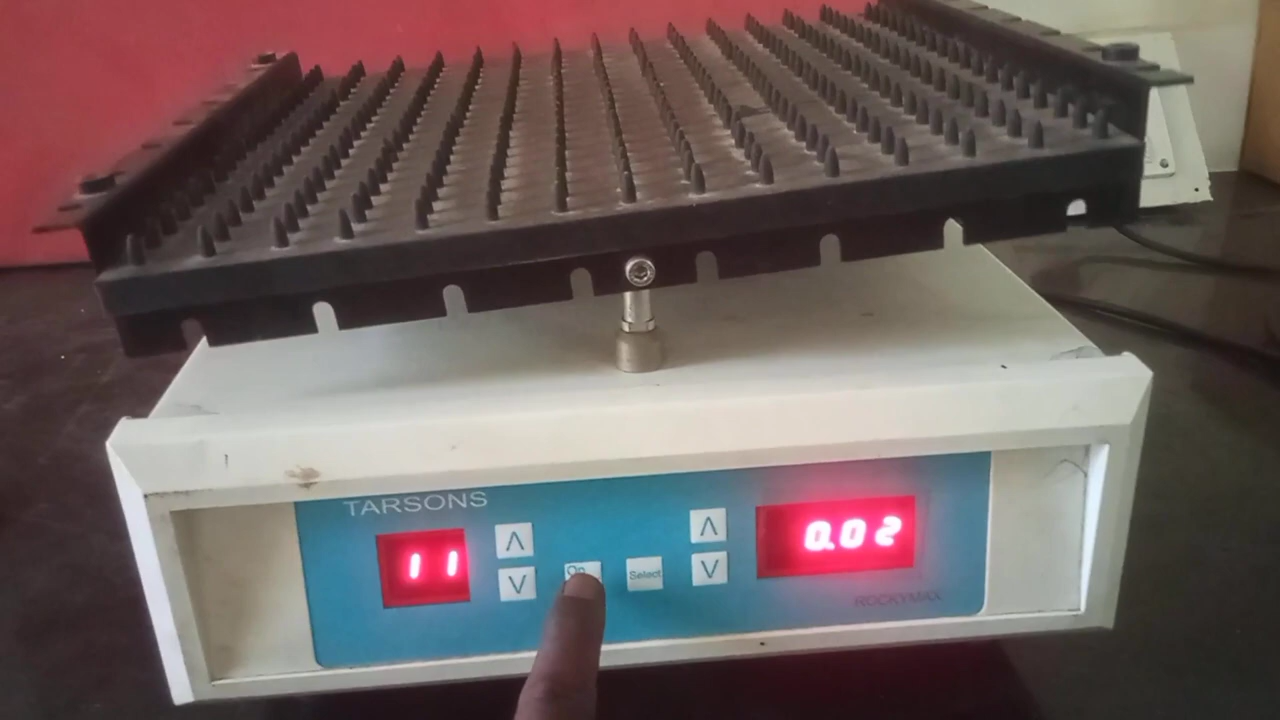 TARSONS
11
0.02
∧
∨
On
Select
∧
∨
ROCKYMAX